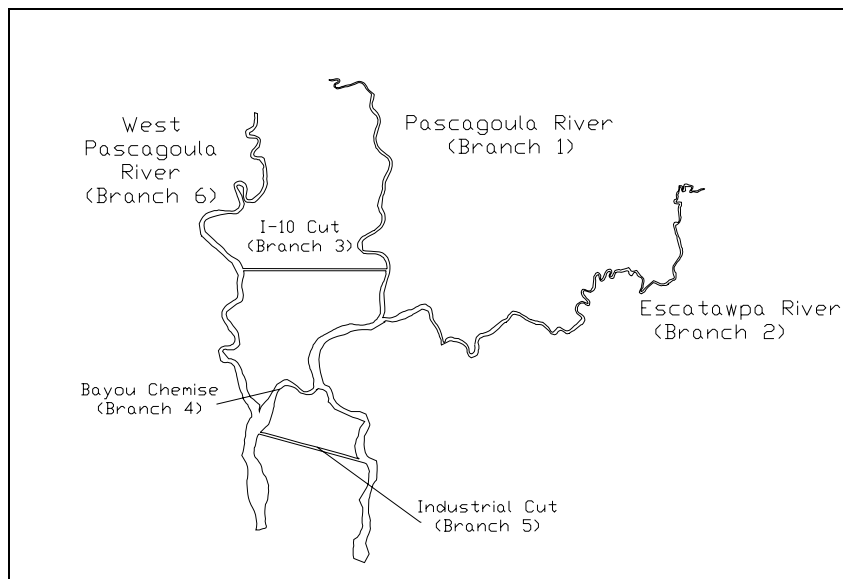 West
Pascagoula
River
(Branch 6)
Pascagoula River
(Branch 1)
I-10 Cut
(Branch 3)
Escatawpa River
(Branch 2)
Bayou Chemise
(Branch 4)
Industrial Cut
(Branch 5)